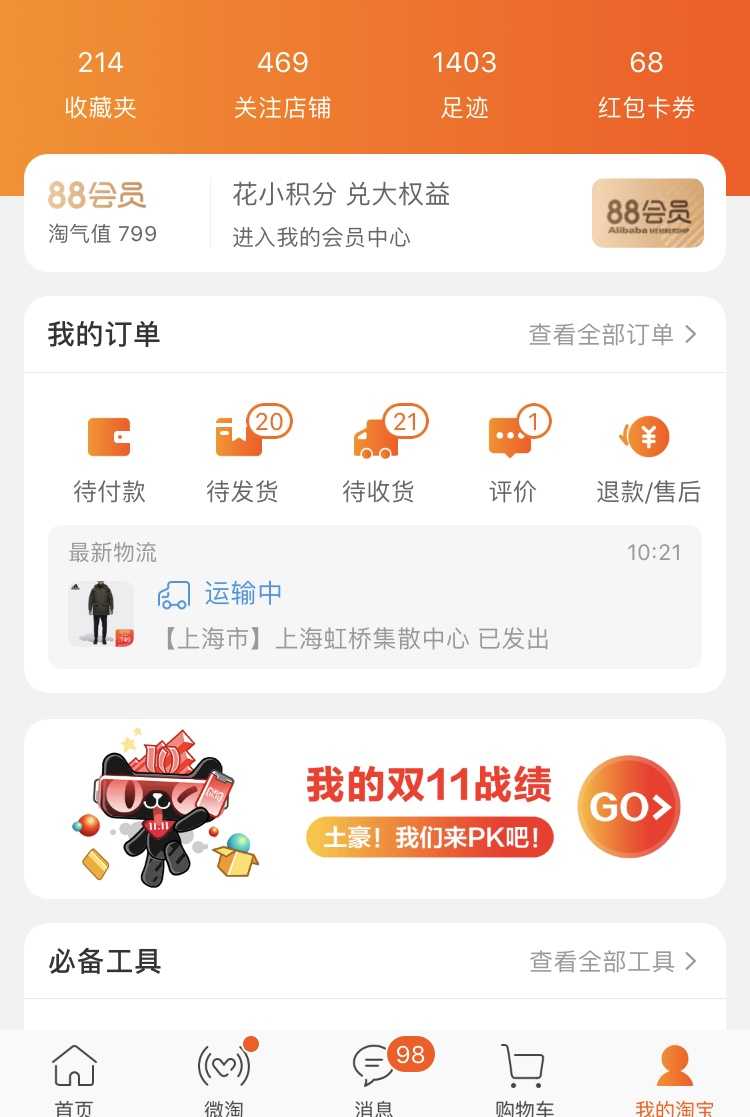 214 469 1403 68
收藏夹 关注店铺 足迹 红包卡券
88会员 花小积分 兑大权益 88会员
Alibaba MEMBERSHIP
淘气值 799 进入我的会员中心
我的订单 查看全部订单
20 21 1
待付款 待发货 待收货 评价 退款/售后
最新物流 10:21
运输中
【上海市】上海虹桥集散中心 已发出
我的双11战绩
GO>
土豪！我们来PK吧！
11.11
必备工具 查看全部工具
98
首页 微淘 消息 购物车 我的淘宝